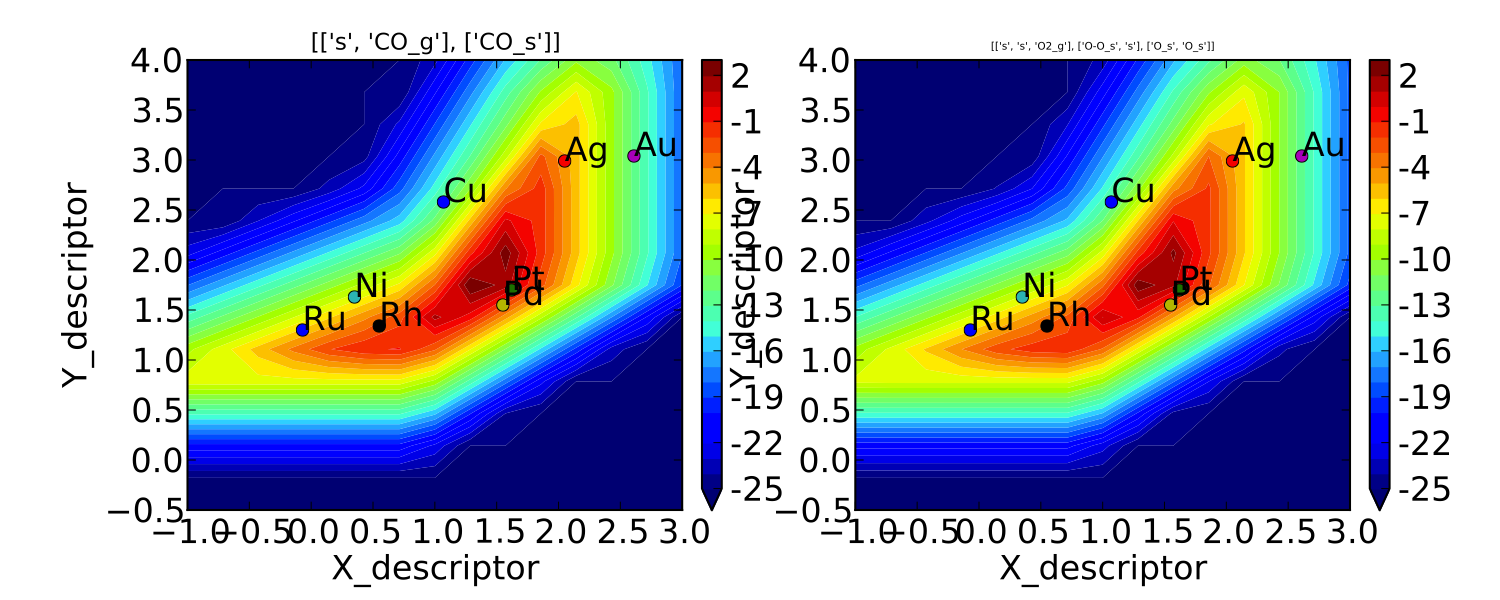 [['s', 'CO_g'], ['CO_s']]
4.0
3.5
3.0
2.5
2.0
1.5
1.0
0.5
0.0
−0.5
Y_descriptor
Au
Ag
Cu
Pt
Pd
Ni
Rh
Ru
−1.0
−0.5
0.0
0.5
1.0
1.5
2.0
2.5
3.0
X_descriptor
2
-1
-4
-7
-10
-13
-16
-19
-22
-25
[['s', 's', 'O2_g'], ['O-O_s', 's'], ['O_s', 'O_s']]
4.0
3.5
3.0
2.5
2.0
1.5
1.0
0.5
0.0
−0.5
Y_descriptor
Au
Ag
Cu
Pt
Pd
Ni
Rh
Ru
−1.0
−0.5
0.0
0.5
1.0
1.5
2.0
2.5
3.0
X_descriptor
2
-1
-4
-7
-10
-13
-16
-19
-22
-25